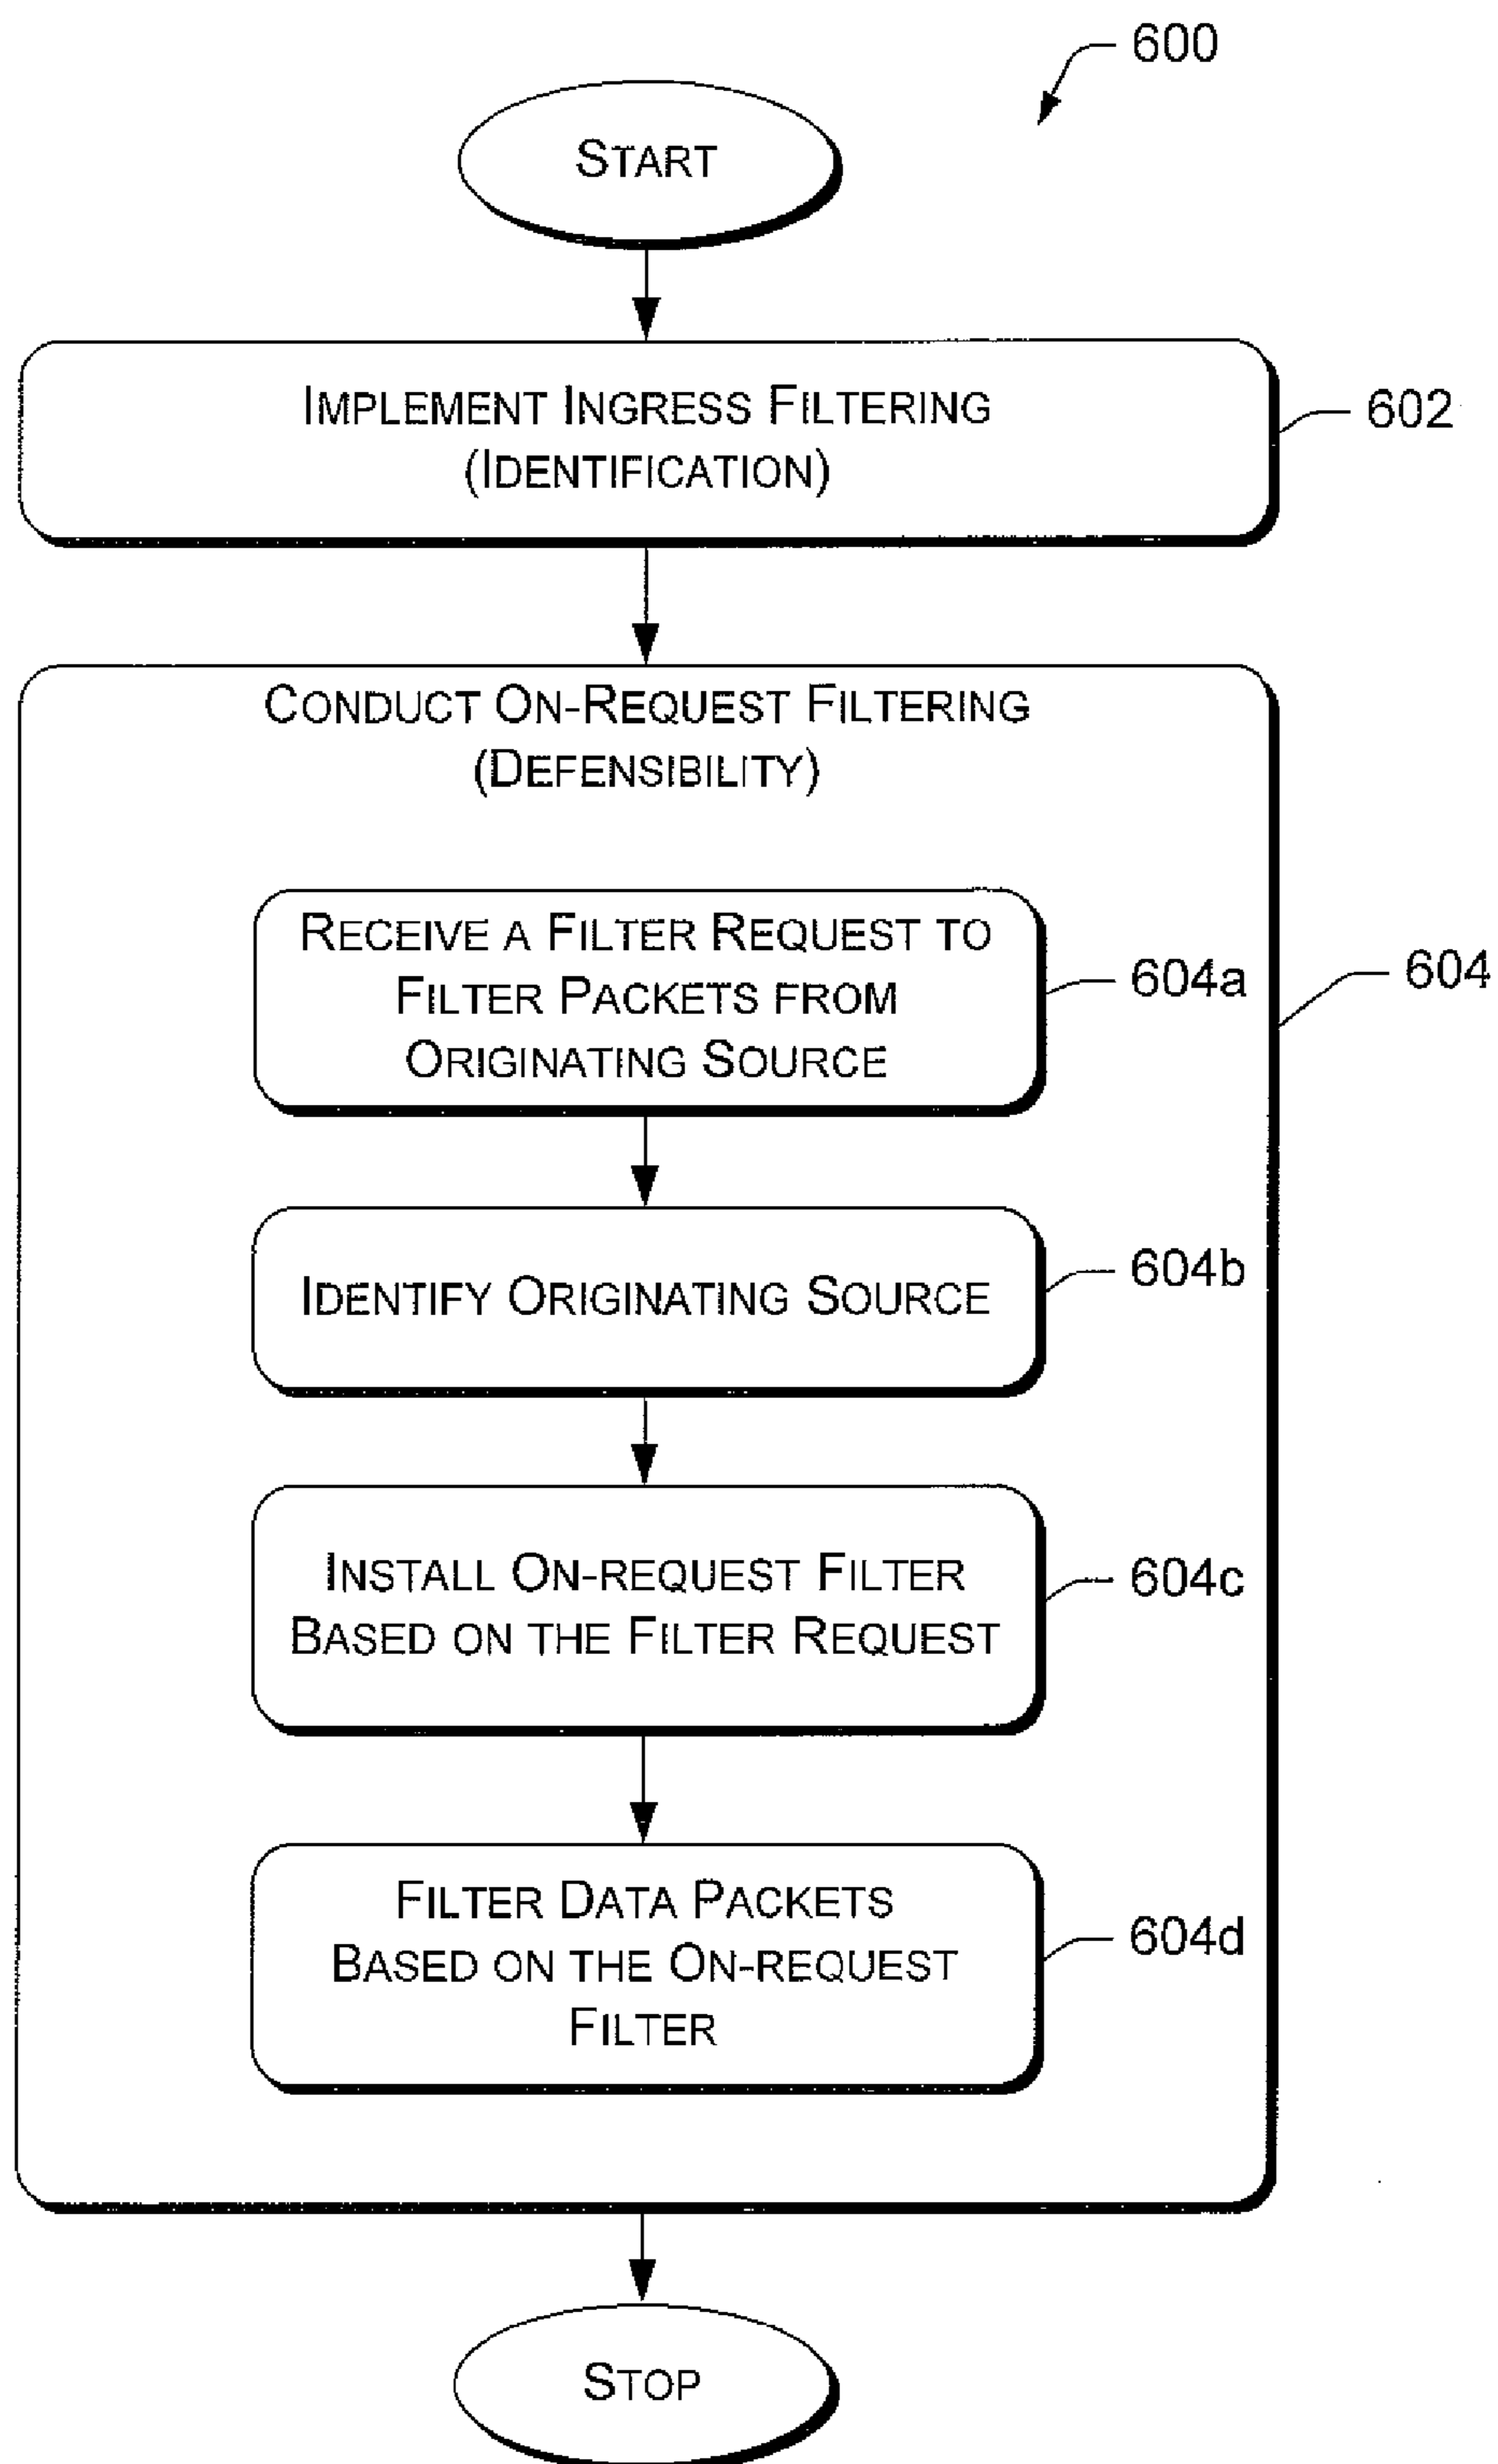 600
START
IMPLEMENT INGRESS FILTERING
(IDENTIFICATION)
602
CONDUCT ON-REQUEST FILTERING
(DEFENSIBILITY)
RECEIVE A FILTER REQUEST TO
FILTER PACKETS FROM
ORIGINATING SOURCE
604a
604
IDENTIFY ORIGINATING SOURCE
604b
INSTALL ON-REQUEST FILTER
BASED ON THE FILTER REQUEST
604c
FILTER DATA PACKETS
BASED ON THE ON-REQUEST
FILTER
604d
STOP